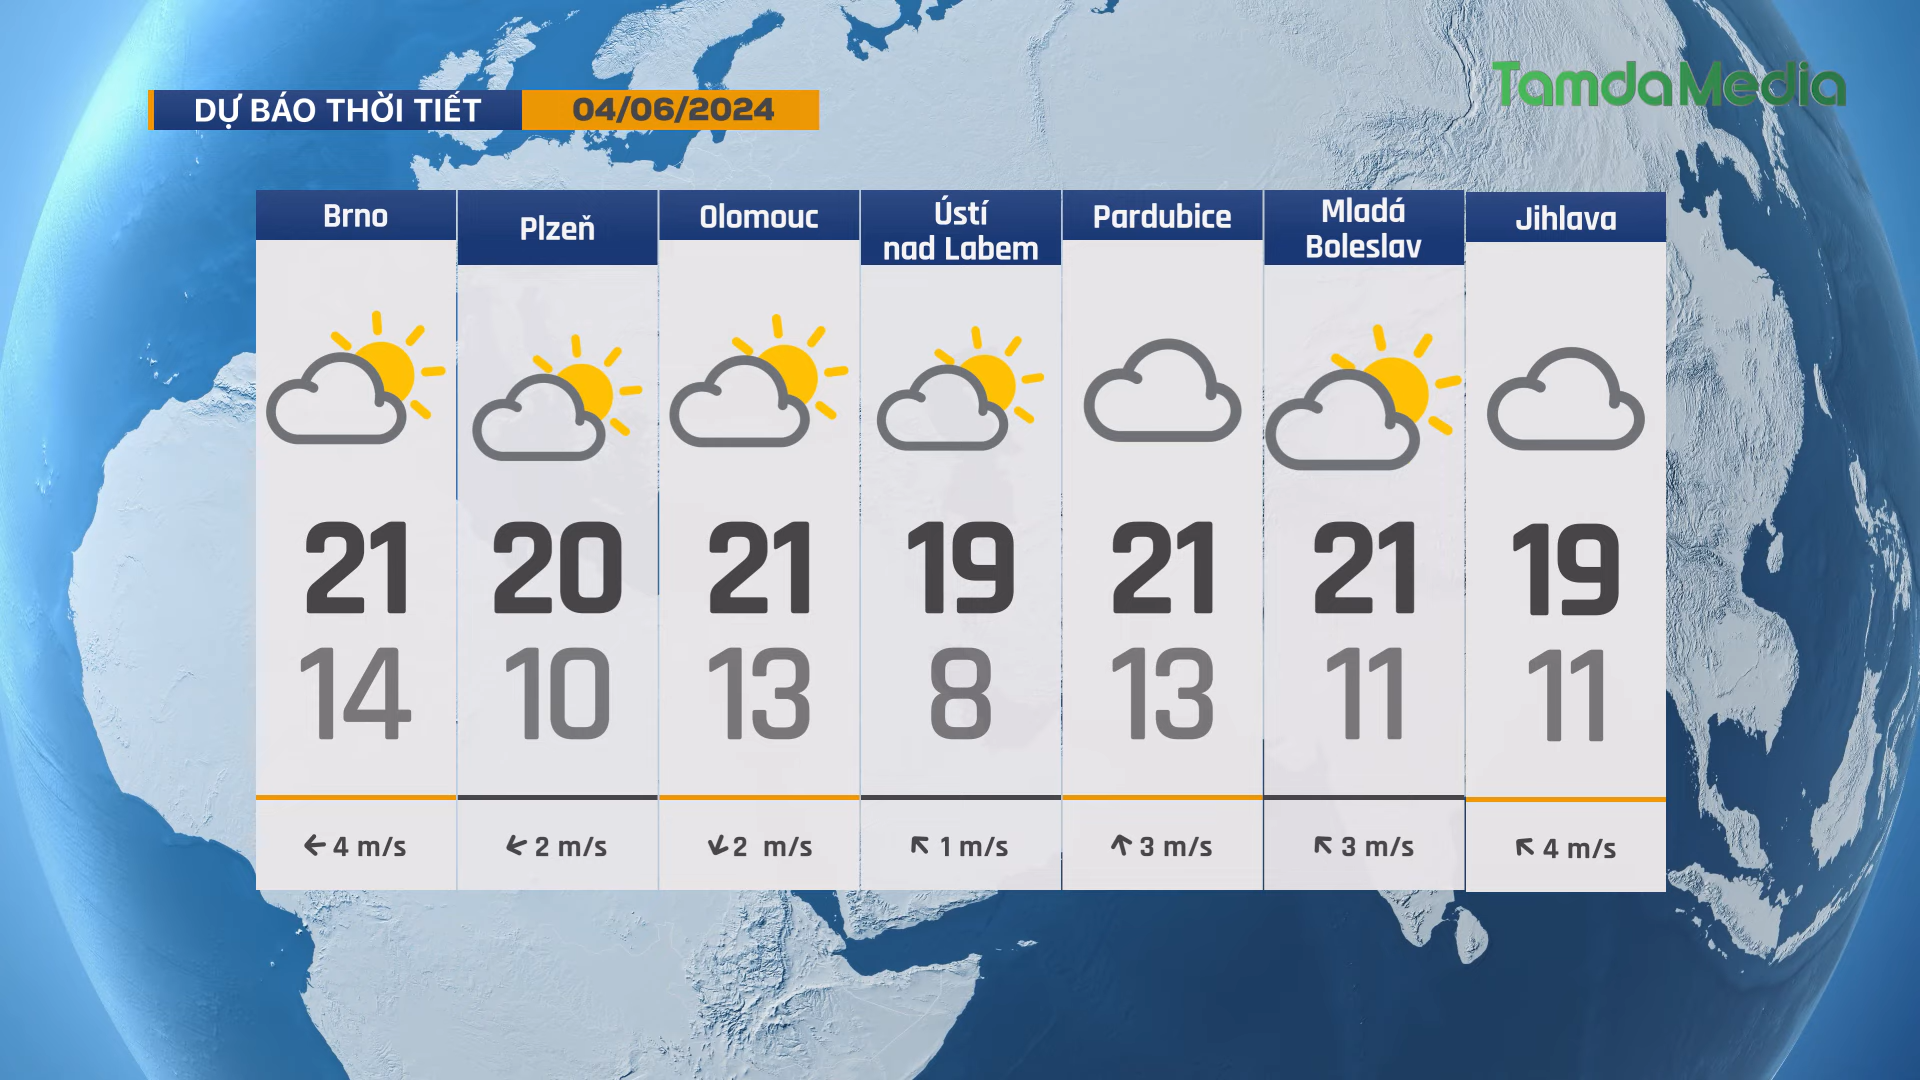 TamdaMedia
DỰ BÁO THỜI TIẾT 04/06/2024
Brno
21
14
4 m/s
Plzeň
20
10
2 m/s
Olomouc
21
13
2 m/s
Ústí
nad Labem
19
8
1 m/s
Pardubice
21
13
3 m/s
Mladá
Boleslav
21
11
3 m/s
Jihlava
19
11
4 m/s